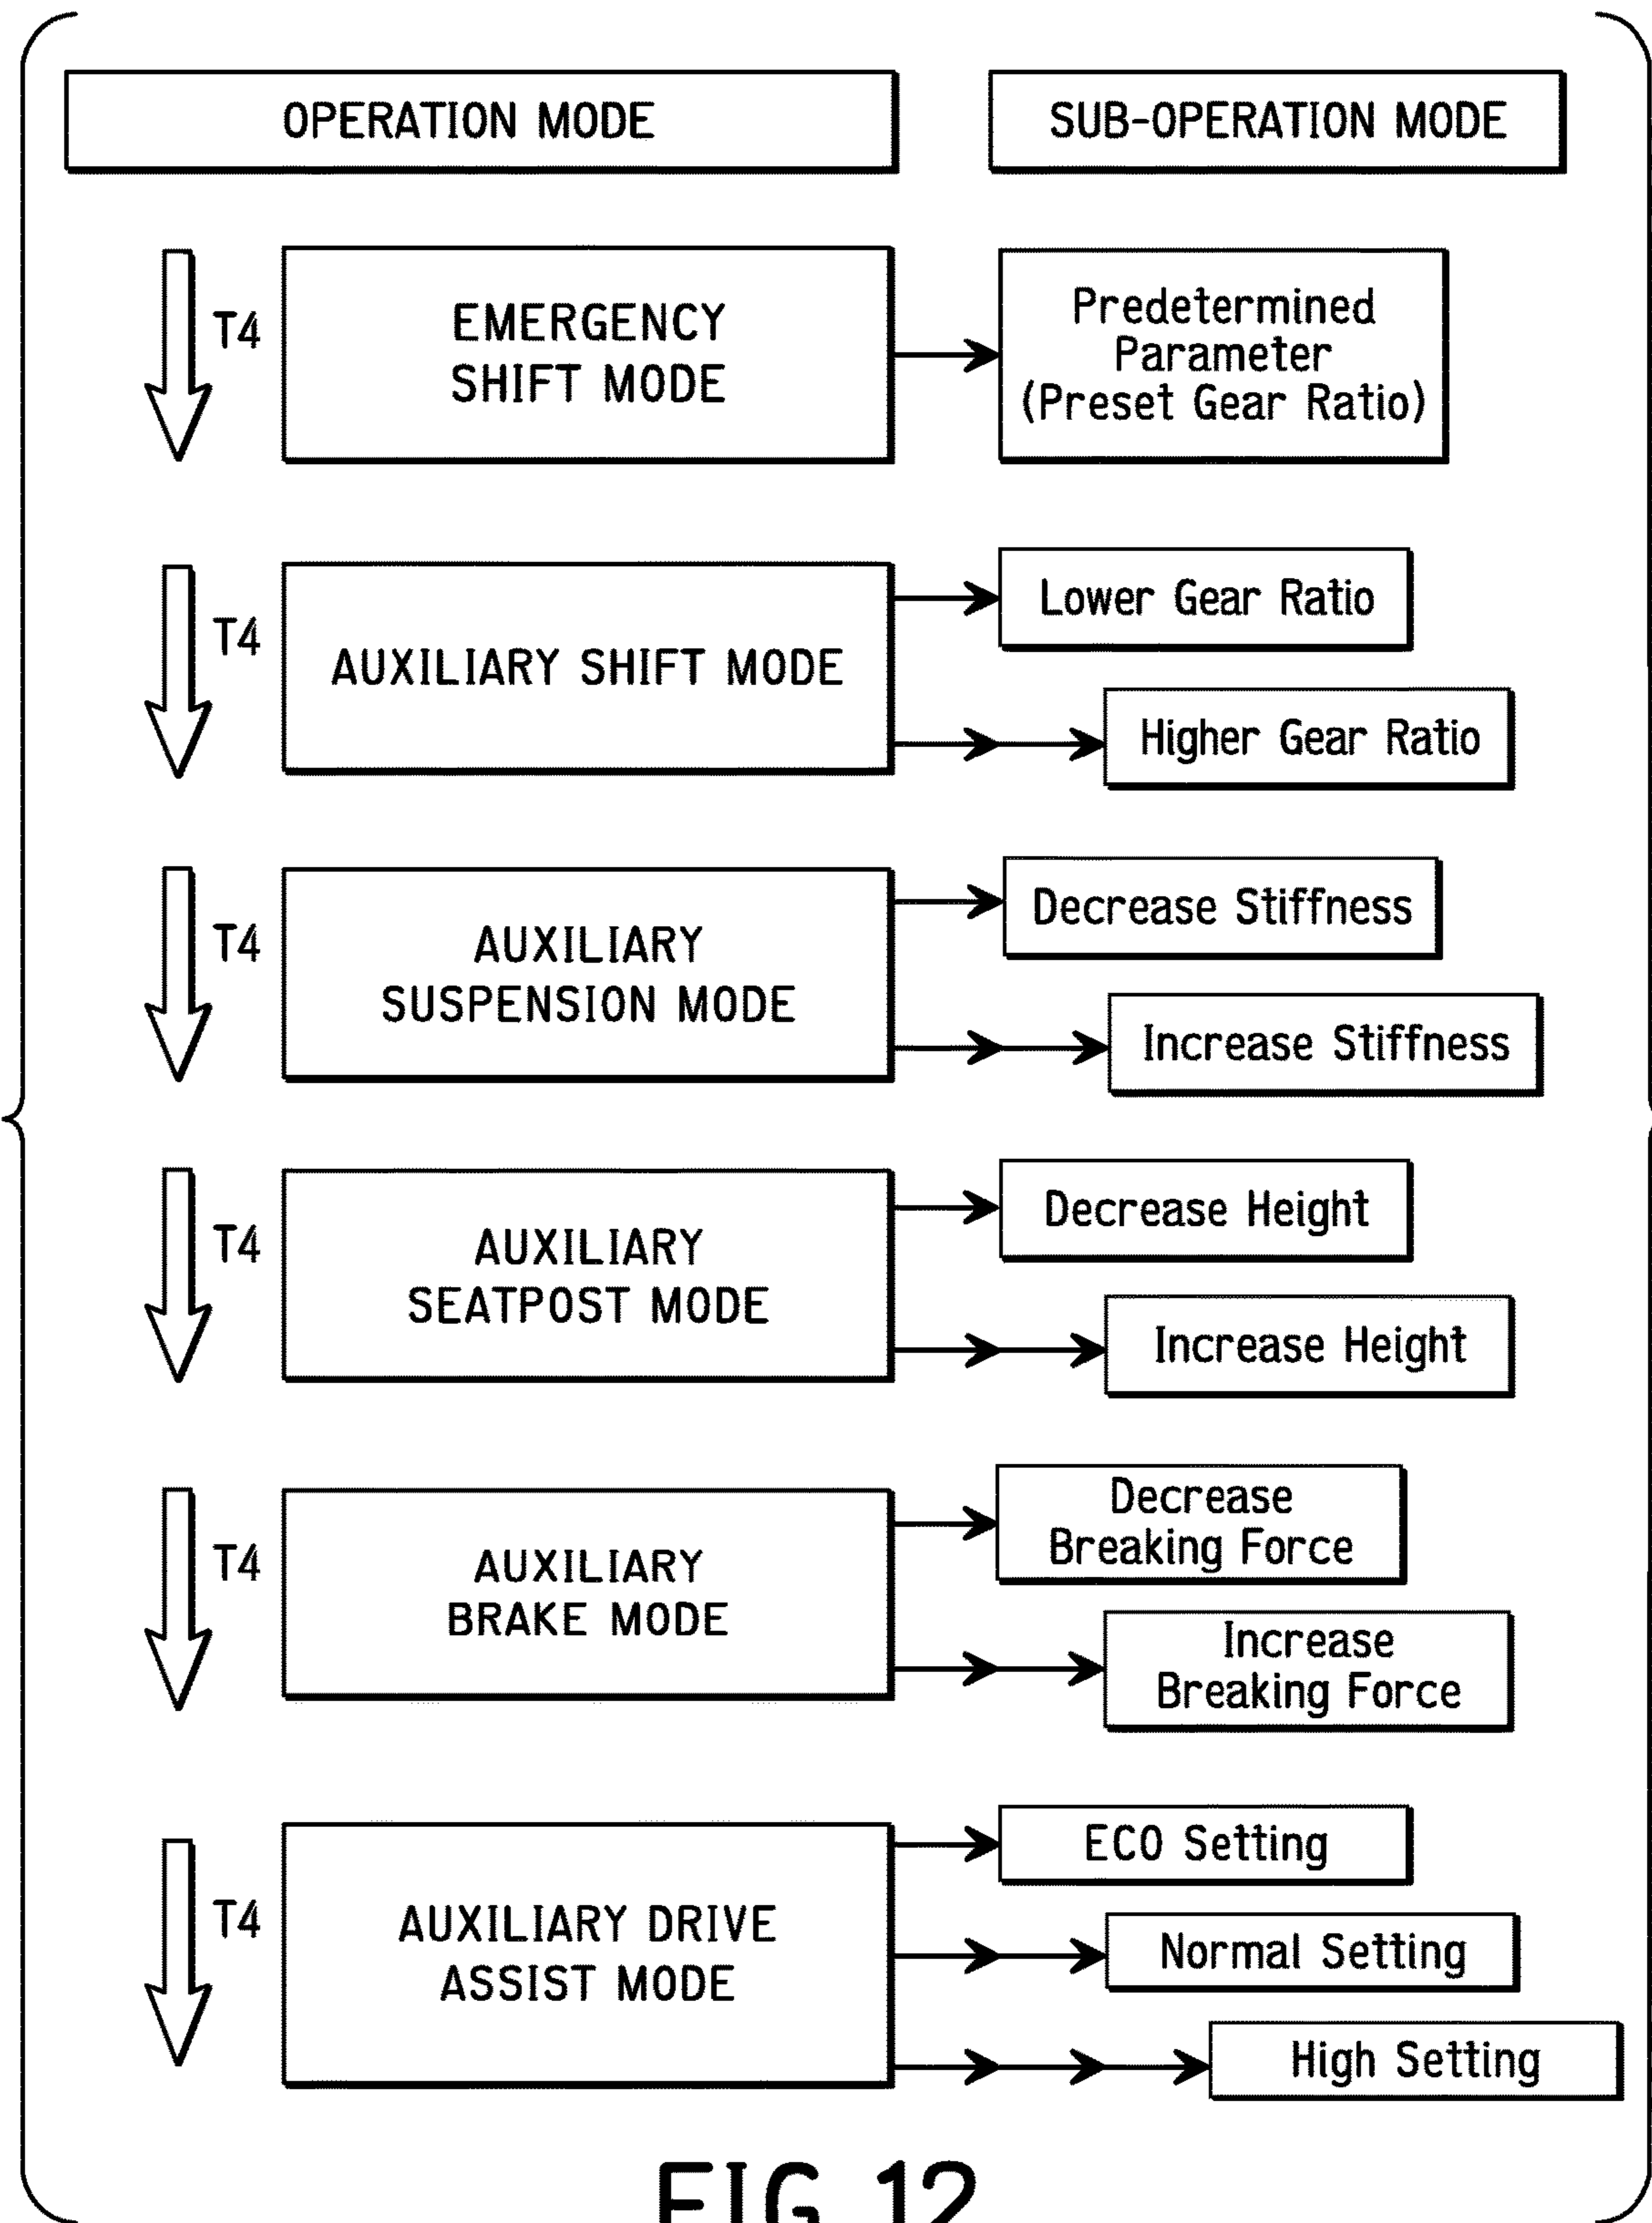 OPERATION MODE
SUB-OPERATION MODE
T4
EMERGENCY
SHIFT MODE
Predetermined
Parameter
(Preset Gear Ratio)
T4
AUXILIARY SHIFT MODE
Lower Gear Ratio
Higher Gear Ratio
T4
AUXILIARY
SUSPENSION MODE
Decrease Stiffness
Increase Stiffness
T4
AUXILIARY
SEATPOST MODE
Decrease Height
Increase Height
T4
AUXILIARY
BRAKE MODE
Decrease
Breaking Force
Increase
Breaking Force
T4
AUXILIARY DRIVE
ASSIST MODE
ECO Setting
Normal Setting
High Setting
FIG 12